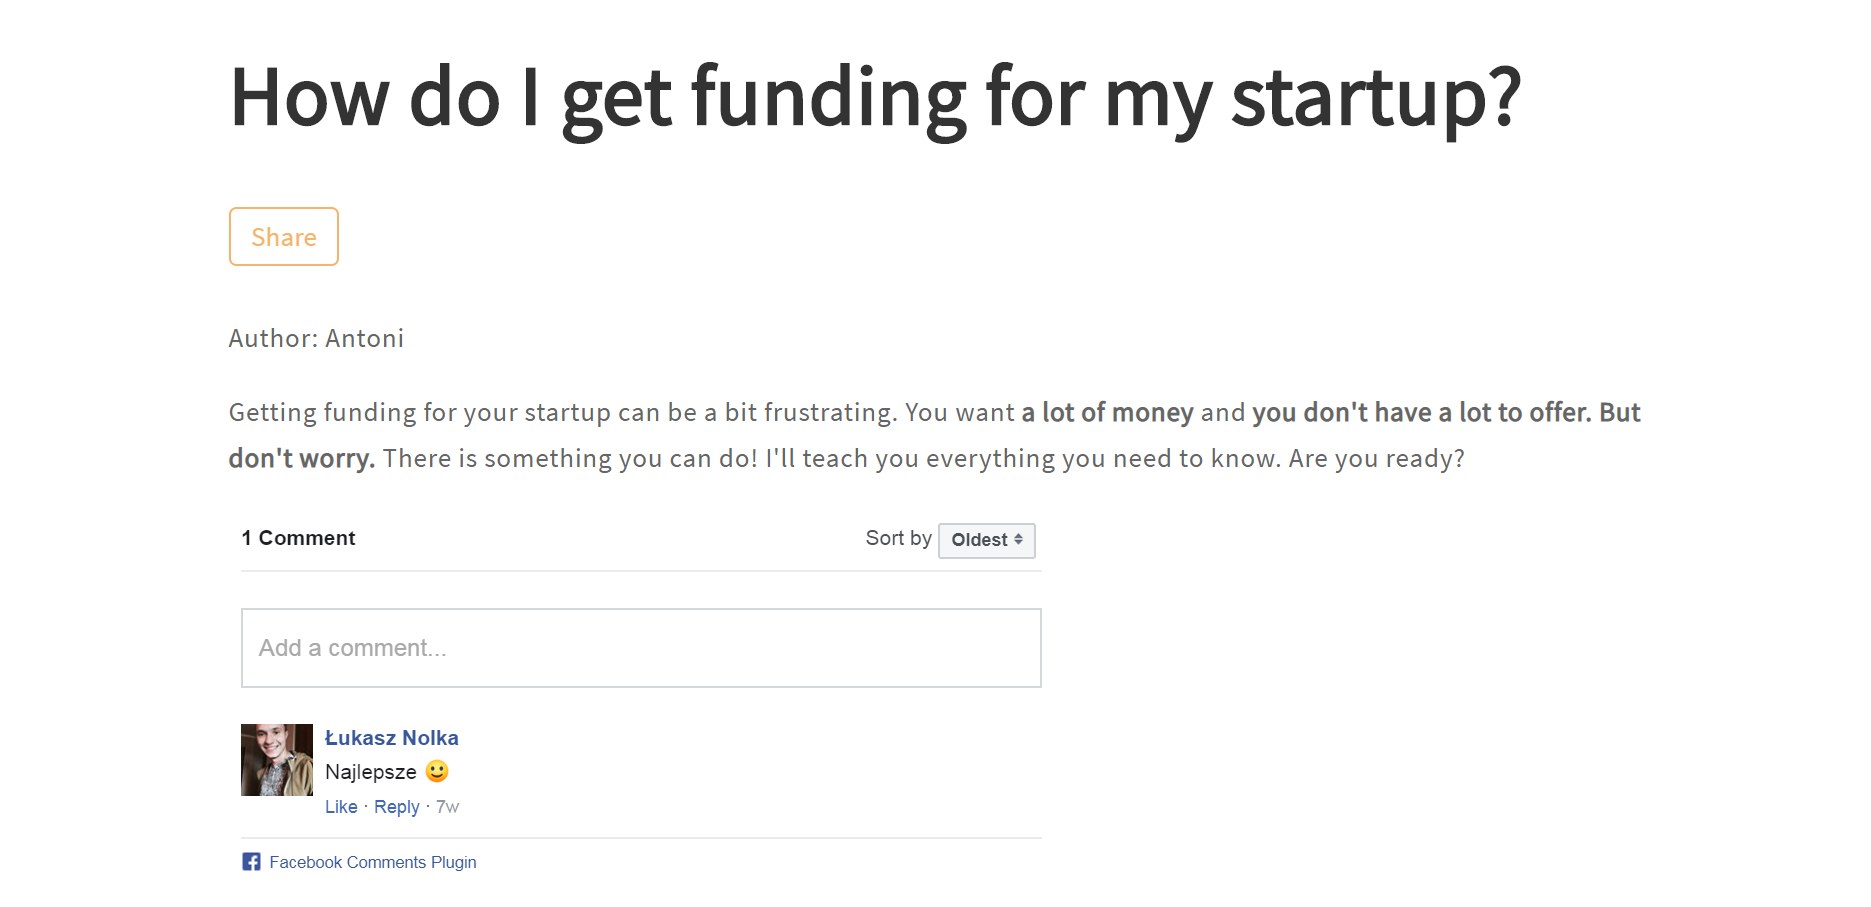 How do I get funding for my startup?
Share
Author: Antoni
Getting funding for your startup can be a bit frustrating. You want a lot of money and you don't have a lot to offer. But
don't worry. There is something you can do! I'll teach you everything you need to know. Are you ready?
1 Comment
Sort by Oldest
Add a comment...
Łukasz Nolka
Najlepsze 🙂
Like · Reply · 7w
Facebook Comments Plugin